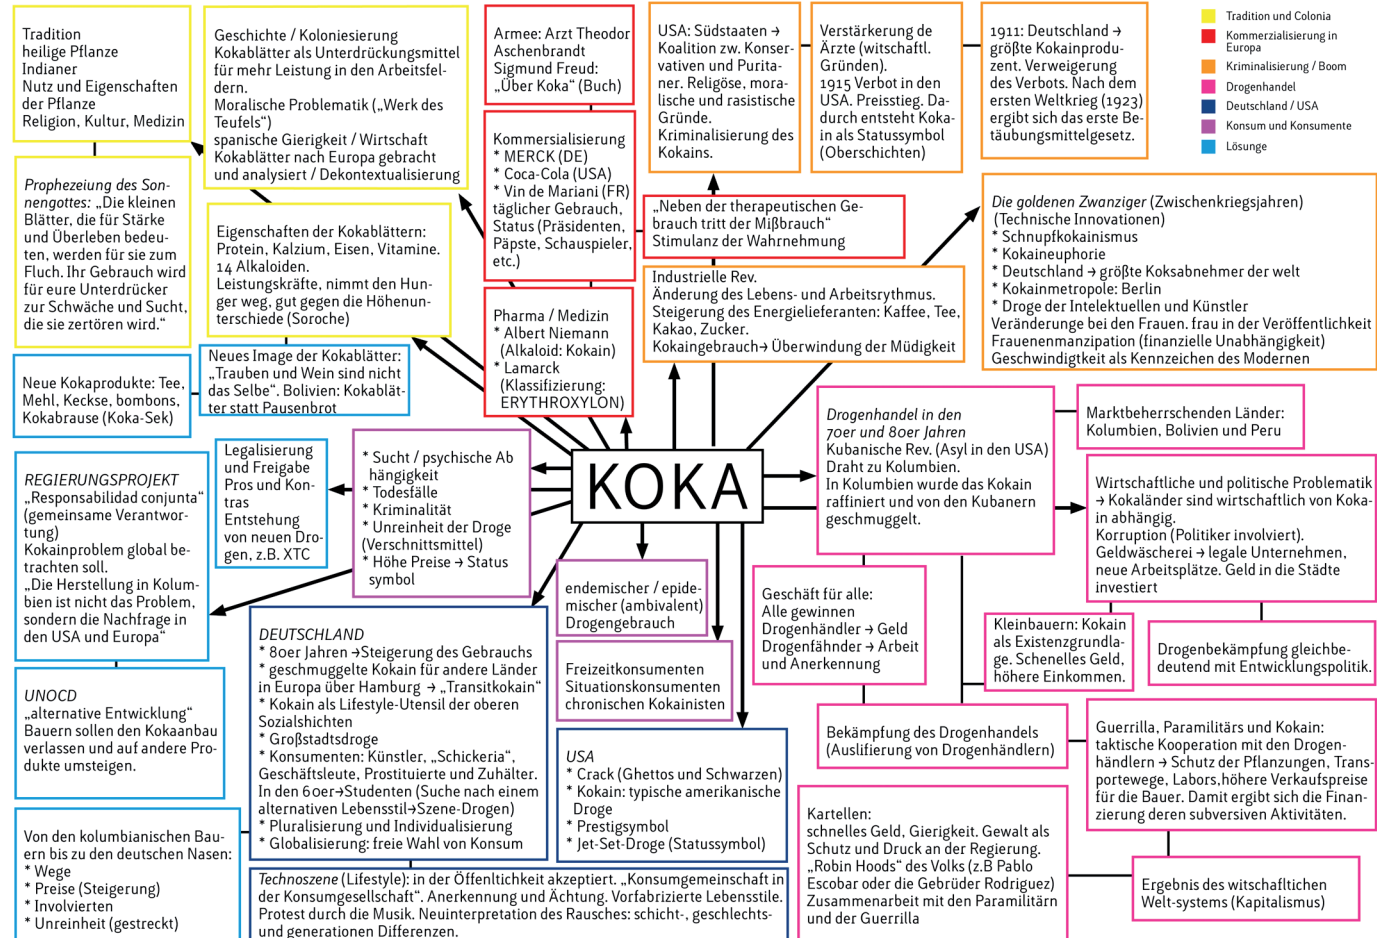 Tradition
heilige Pflanze
Indianer
Nutz und Eigenschaften
der Pflanze
Religion, Kultur, Medizin
Geschichte / Koloniesierung
Kokablätter als Unterdrückungsmittel
für mehr Leistung in den Arbeitsfel-
dern.
Moralische Problematik („Werk des
Teufels“)
spanische Gierigkeit / Wirtschaft
Kokablätter nach Europa gebracht
und analysiert / Dekontextualisierung
Armee: Arzt Theodor
Aschenbrandt
Sigmund Freud:
„Über Koka“ (Buch)
USA: Südstaaten →
Koalition zw. Konser-
vativen und Purita-
ner. Religöse, mora-
lische und rasistische
Gründe.
Kriminalisierung des
Kokains.
Verstärkerung de
Ärzte (witschaftl.
Gründen).
1915 Verbot in den
USA. Preisstieg. Da-
durch entsteht Koka-
in als Statussymbol
(Oberschichten)
1911: Deutschland →
größte Kokainprodu-
zent. Verweigerung
des Verbots. Nach dem
ersten Weltkrieg (1923)
ergibt sich das erste Be-
täubungsmittelgesetz.
Tradition und Colonia
Kommerzialisierung in
Europa
Kriminalisierung / Boom
Drogenhandel
Deutschland / USA
Konsum und Konsumente
Lösunge
Prophezeiung des Son-
nengottes: „Die kleinen
Blätter, die für Stärke
und Überleben bedeu-
ten, werden für sie zum
Fluch. Ihr Gebrauch wird
für eure Unterdrücker
zur Schwäche und Sucht,
die sie zertören wird.“
Eigenschaften der Kokablättern:
Protein, Kalzium, Eisen, Vitamine.
14 Alkaloiden.
Leistungskräfte, nimmt den Hun-
ger weg, gut gegen die Höhenun-
terschiede (Soroche)
Kommersialisierung
* MERCK (DE)
* Coca-Cola (USA)
* Vin de Mariani (FR)
täglicher Gebrauch,
Status (Präsidenten,
Päpste, Schauspieler,
etc.)
„Neben der therapeutischen Ge-
brauch tritt der Mißbrauch“
Stimulanz der Wahrnehmung
Industrielle Rev.
Änderung des Lebens- und Arbeitsrythmus.
Steigerung des Energielieferanten: Kaffee, Tee,
Kakao, Zucker.
Kokaingebrauch→ Überwindung der Müdigkeit
Die goldenen Zwanziger (Zwischenkriegsjahren)
(Technische Innovationen)
* Schnupfkokainismus
* Kokaineuphorie
* Deutschland → größte Koksabnehmer der welt
* Kokainmetropole: Berlin
* Droge der Intelektuellen und Künstler
Veränderunge bei den Frauen. frau in der Veröffentlichkeit
Frauenenmanzipation (finanzielle Unabhängigkeit)
Geschwindigtkeit als Kennzeichen des Modernen
Pharma / Medizin
* Albert Niemann
(Alkaloid: Kokain)
* Lamarck
(Klassifizierung:
ERYTHROXYLON)
Neue Kokaprodukte: Tee,
Mehl, Keckse, bombons,
Kokabrause (Koka-Sek)
Neues Image der Kokablätter:
„Trauben und Wein sind nicht
das Selbe“. Bolivien: Kokablät-
ter statt Pausenbrot
Legalisierung
und Freigabe
Pros und Kon-
tras
Entstehung
von neuen Dro-
gen, z.B. XTC
* Sucht / psychische Ab
hängigkeit
* Todesfälle
* Kriminalität
* Unreinheit der Droge
(Verschnittsmittel)
* Höhe Preise → Status
symbol
KOKA
Drogenhandel in den
70er und 80er Jahren
Kubanische Rev. (Asyl in den USA)
Draht zu Kolumbien.
In Kolumbien wurde das Kokain
raffiniert und von den Kubanern
geschmuggelt.
Marktbeherrschenden Länder:
Kolumbien, Bolivien und Peru
Wirtschaftliche und politische Problematik
→ Kokaländer sind wirtschaftlich von Koka-
in abhängig.
Korruption (Politiker involviert).
Geldwäscherei → legale Unternehmen,
neue Arbeitsplätze. Geld in die Städte
investiert
REGIERUNGSPROJEKT
„Responsabilidad conjunta“
(gemeinsame Verantwor-
tung)
Kokainproblem global be-
trachten soll.
„Die Herstellung in Kolum-
bien ist nicht das Problem,
sondern die Nachfrage in
den USA und Europa“
endemischer / epide-
mischer (ambivalent)
Drogengebrauch
Freizeitkonsumenten
Situationskonsumenten
chronischen Kokainisten
Geschäft für alle:
Alle gewinnen
Drogenhändler → Geld
Drogenfähnder → Arbeit
und Anerkennung
Kleinbauern: Kokain
als Existenzgrundla-
ge. Schenelles Geld,
höhere Einkommen.
Drogenbekämpfung gleichbe-
deutend mit Entwicklungspolitik.
UNOCD
„alternative Entwicklung“
Bauern sollen den Kokaanbau
verlassen und auf andere Pro-
dukte umsteigen.
DEUTSCHLAND
* 80er Jahren →Steigerung des Gebrauchs
* geschmuggelte Kokain für andere Länder
in Europa über Hamburg → „Transitkokain“
* Kokain als Lifestyle-Utensil der oberen
Sozialshichten
* Großstadtsdroge
* Konsumenten: Künstler, „Schickeria“,
Geschäftsleute, Prostituierte und Zuhälter.
In den 60er→Studenten (Suche nach einem
alternativen Lebensstil→Szene-Drogen)
* Pluralisierung und Individualisierung
* Globalisierung: freie Wahl von Konsum
USA
* Crack (Ghettos und Schwarzen)
* Kokain: typische amerikanische
Droge
* Prestigsymbol
* Jet-Set-Droge (Statussymbol)
Bekämpfung des Drogenhandels
(Auslifierung von Drogenhändlern)
Guerrilla, Paramilitärs und Kokain:
taktische Kooperation mit den Drogen-
händlern → Schutz der Pflanzungen, Trans-
portewege, Labors,höhere Verkaufspreise
für die Bauer. Damit ergibt sich die Finan-
zierung deren subversiven Aktivitäten.
Von den kolumbianischen Bau-
ern bis zu den deutschen Nasen:
* Wege
* Preise (Steigerung)
* Involvierten
* Unreinheit (gestreckt)
Technoszene (Lifestyle): in der Öffenltichkeit akzeptiert. „Konsumgemeinschaft in
der Konsumgesellschaft“. Anerkennung und Ächtung. Vorfabrizierte Lebensstile.
Protest durch die Musik. Neuinterpretation des Rausches: schicht-, geschlechts-
und generationen Differenzen.
Kartellen:
schnelles Geld, Gierigkeit. Gewalt als
Schutz und Druck an der Regierung.
„Robin Hoods“ des Volks (z.B Pablo
Escobar oder die Gebrüder Rodriguez)
Zusammenarbeit mit den Paramilitärn
und der Guerrilla
Ergebnis des witschaflti­chen
Welt-systems (Kapitalismus)